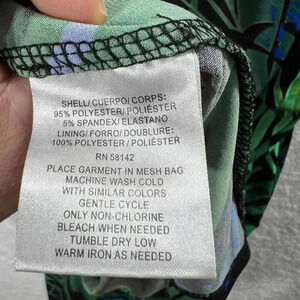 SHELL/ CUERPO/ CORPS:
95% POLYESTER/ POLIÉSTER
5% SPANDEX/ ELASTANO
LINING/ FORRO/ DOUBLURE:
100% POLYESTER/ POLIÉSTER
RN 58142
PLACE GARMENT IN MESH BAG
MACHINE WASH COLD
WITH SIMILAR COLORS
GENTLE CYCLE
ONLY NON-CHLORINE
BLEACH WHEN NEEDED
TUMBLE DRY LOW
WARM IRON AS NEEDED